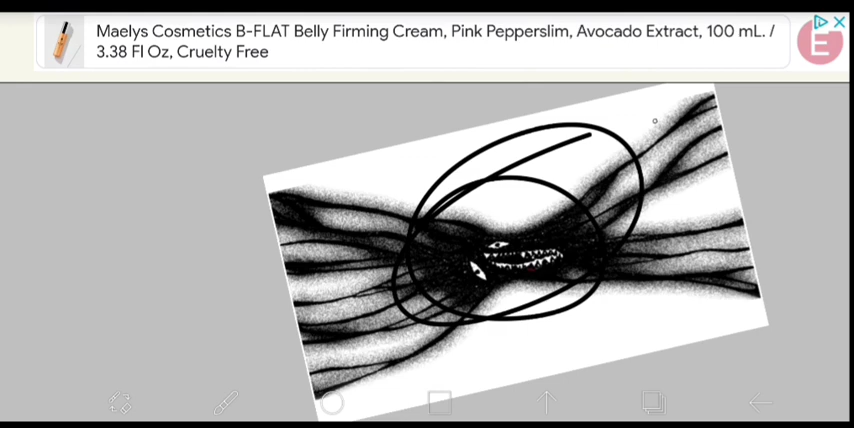 Maelys Cosmetics B-FLAT Belly Firming Cream, Pink Pepperslim, Avocado Extract, 100 mL. /
3.38 Fl Oz, Cruelty Free
E